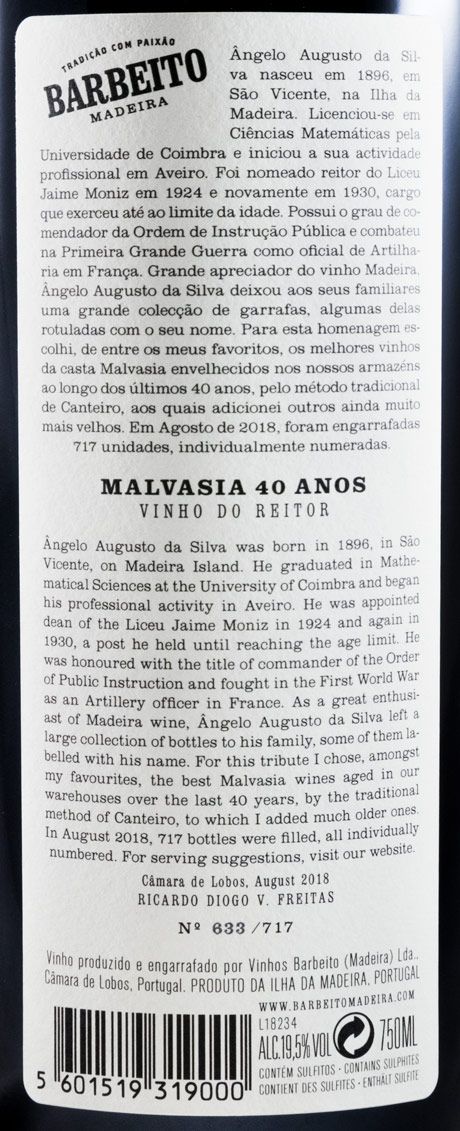 TRADIÇÃO COM PAIXÃO
BARBEITO
MADEIRA
Ângelo Augusto da Sil-
va nasceu em 1896, em
São Vicente, na Ilha da
Madeira. Licenciou-se em
Ciências Matemáticas pela
Universidade de Coimbra e iniciou a sua actividade
profissional em Aveiro. Foi nomeado reitor do Liceu
Jaime Moniz em 1924 e novamente em 1930, cargo
que exerceu até ao limite da idade. Possui o grau de co-
mendador da Ordem de Instrução Pública e combateu
na Primeira Grande Guerra como oficial de Artilha-
ria em França. Grande apreciador do vinho Madeira,
Ângelo Augusto da Silva deixou aos seus familiares
uma grande colecção de garrafas, algumas delas
rotuladas com o seu nome. Para esta homenagem es-
colhi, de entre os meus favoritos, os melhores vinhos
da casta Malvasia envelhecidos nos nossos armazéns
ao longo dos últimos 40 anos, pelo método tradicional
de Canteiro, aos quais adicionei outros ainda muito
mais velhos. Em Agosto de 2018, foram engarrafadas
717 unidades, individualmente numeradas.
MALVASIA 40 ANOS
VINHO DO REITOR
Ângelo Augusto da Silva was born in 1896, in São
Vicente, on Madeira Island. He graduated in Mathe-
matical Sciences at the University of Coimbra and began
his professional activity in Aveiro. He was appointed
dean of the Liceu Jaime Moniz in 1924 and again in
1930, a post he held until reaching the age limit. He
was honoured with the title of commander of the Order
of Public Instruction and fought in the First World War
as an Artillery officer in France. As a great enthusi-
ast of Madeira wine, Ângelo Augusto da Silva left a
large collection of bottles to his family, some of them la-
belled with his name. For this tribute I chose, amongst
my favourites, the best Malvasia wines aged in our
warehouses over the last 40 years, by the traditional
method of Canteiro, to which I added much older ones.
In August 2018, 717 bottles were filled, all individually
numbered. For serving suggestions, visit our website.
Câmara de Lobos, August 2018
RICARDO DIOGO V. FREITAS
Nº 633/717
Vinho produzido e engarrafado por Vinhos Barbeito (Madeira) Lda.,
Câmara de Lobos, Portugal. PRODUTO DA ILHA DA MADEIRA, PORTUGAL
WWW.BARBEITOMADEIRA.COM
L18234
ALC.19,5%VOL 750ML
CONTÉM SULFITOS · CONTAINS SULPHITES
CONTIENT DES SULFITES · ENTHÄLT SULFITE
5 601519 319000